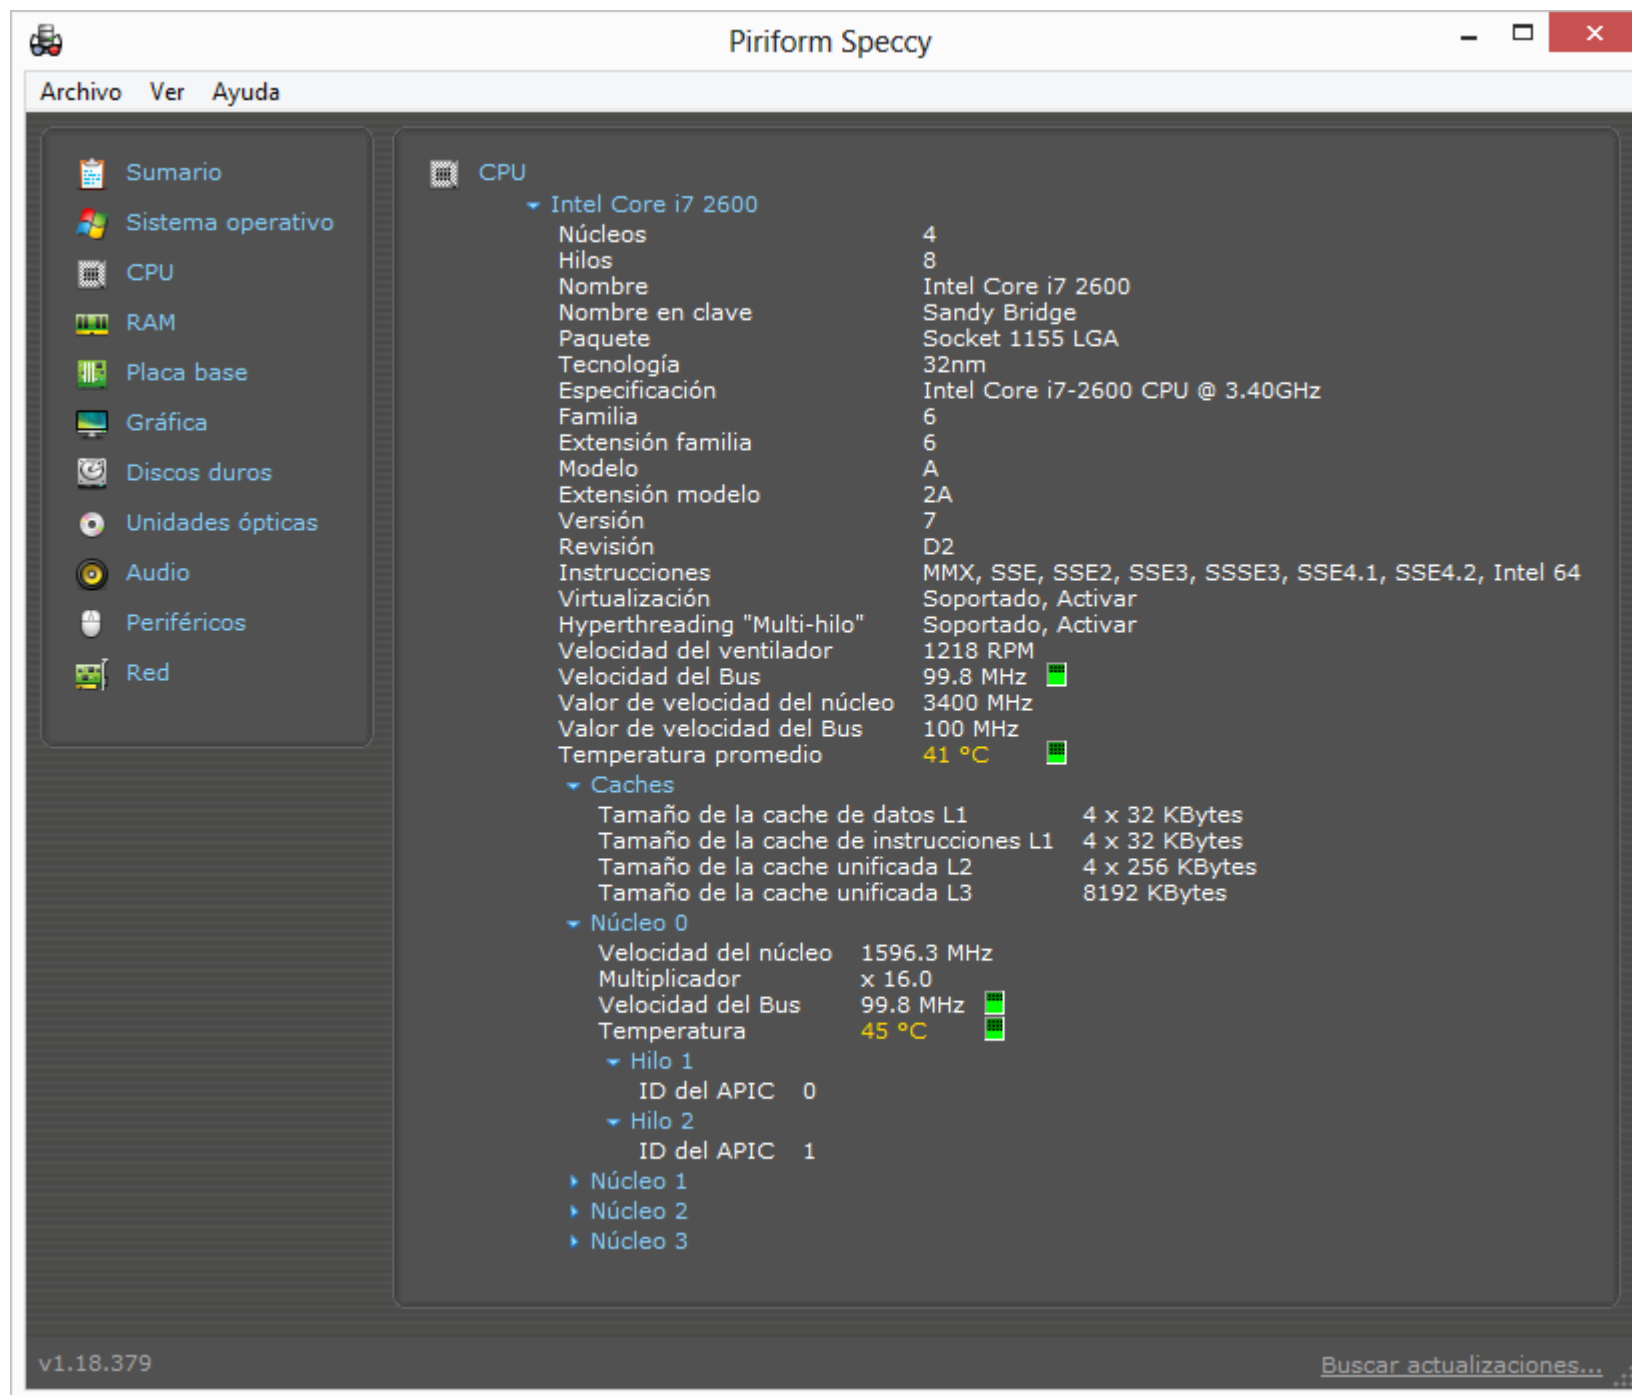 Piriform Speccy
Archivo Ver Ayuda
Sumario
Sistema operativo
CPU
RAM
Placa base
Gráfica
Discos duros
Unidades ópticas
Audio
Periféricos
Red
CPU
Intel Core i7 2600
Núcleos 4
Hilos 8
Nombre Intel Core i7 2600
Nombre en clave Sandy Bridge
Paquete Socket 1155 LGA
Tecnología 32nm
Especificación Intel Core i7-2600 CPU @ 3.40GHz
Familia 6
Extensión familia 6
Modelo A
Extensión modelo 2A
Versión 7
Revisión D2
Instrucciones MMX, SSE, SSE2, SSE3, SSSE3, SSE4.1, SSE4.2, Intel 64
Virtualización Soportado, Activar
Hyperthreading "Multi-hilo" Soportado, Activar
Velocidad del ventilador 1218 RPM
Velocidad del Bus 99.8 MHz
Valor de velocidad del núcleo 3400 MHz
Valor de velocidad del Bus 100 MHz
Temperatura promedio 41 °C
Caches
Tamaño de la cache de datos L1 4 x 32 KBytes
Tamaño de la cache de instrucciones L1 4 x 32 KBytes
Tamaño de la cache unificada L2 4 x 256 KBytes
Tamaño de la cache unificada L3 8192 KBytes
Núcleo 0
Velocidad del núcleo 1596.3 MHz
Multiplicador x 16.0
Velocidad del Bus 99.8 MHz
Temperatura 45 °C
Hilo 1
ID del APIC 0
Hilo 2
ID del APIC 1
Núcleo 1
Núcleo 2
Núcleo 3
v1.18.379 Buscar actualizaciones...